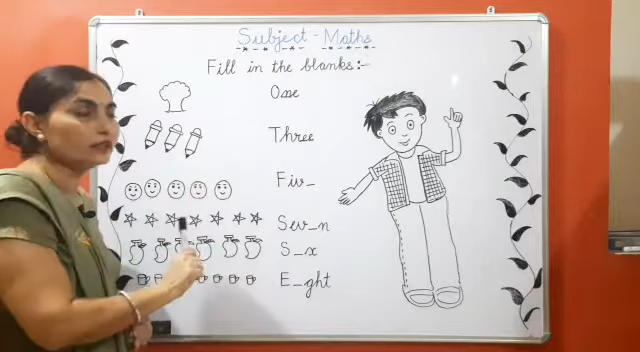 Subject - Maths
Fill in the blanks:-
One
Three
Fiv_
Sev_n
S_x
E_ght